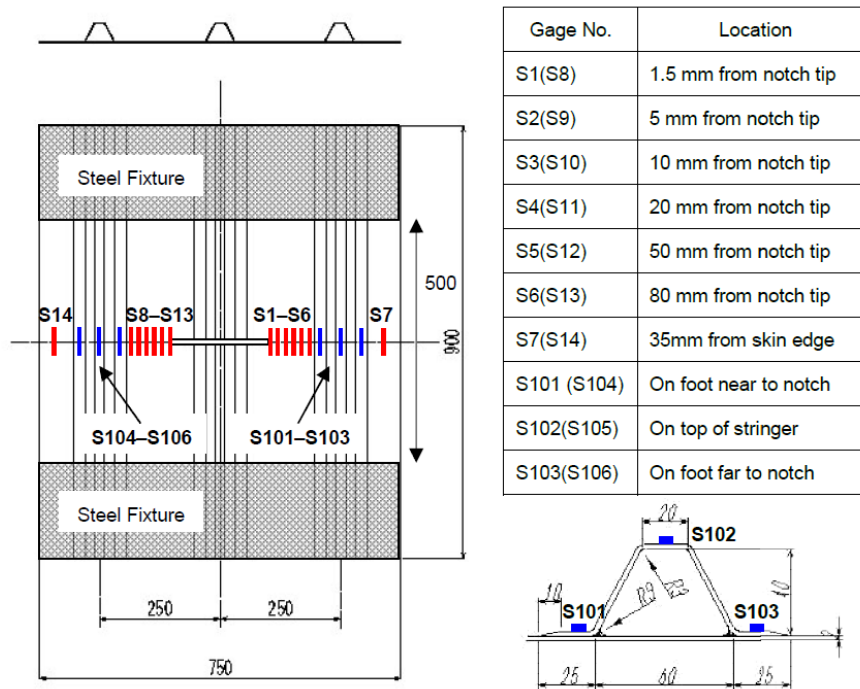 Gage No. Location
S1(S8) 1.5 mm from notch tip
S2(S9) 5 mm from notch tip
S3(S10) 10 mm from notch tip
S4(S11) 20 mm from notch tip
S5(S12) 50 mm from notch tip
S6(S13) 80 mm from notch tip
S7(S14) 35mm from skin edge
S101 (S104) On foot near to notch
S102(S105) On top of stringer
S103(S106) On foot far to notch
Steel Fixture
500
900
S14 S8–S13 S1–S6 S7
S104–S106 S101–S103
Steel Fixture
250 250
750
20
S102
10 S101 R9 S103 40
25 60 25